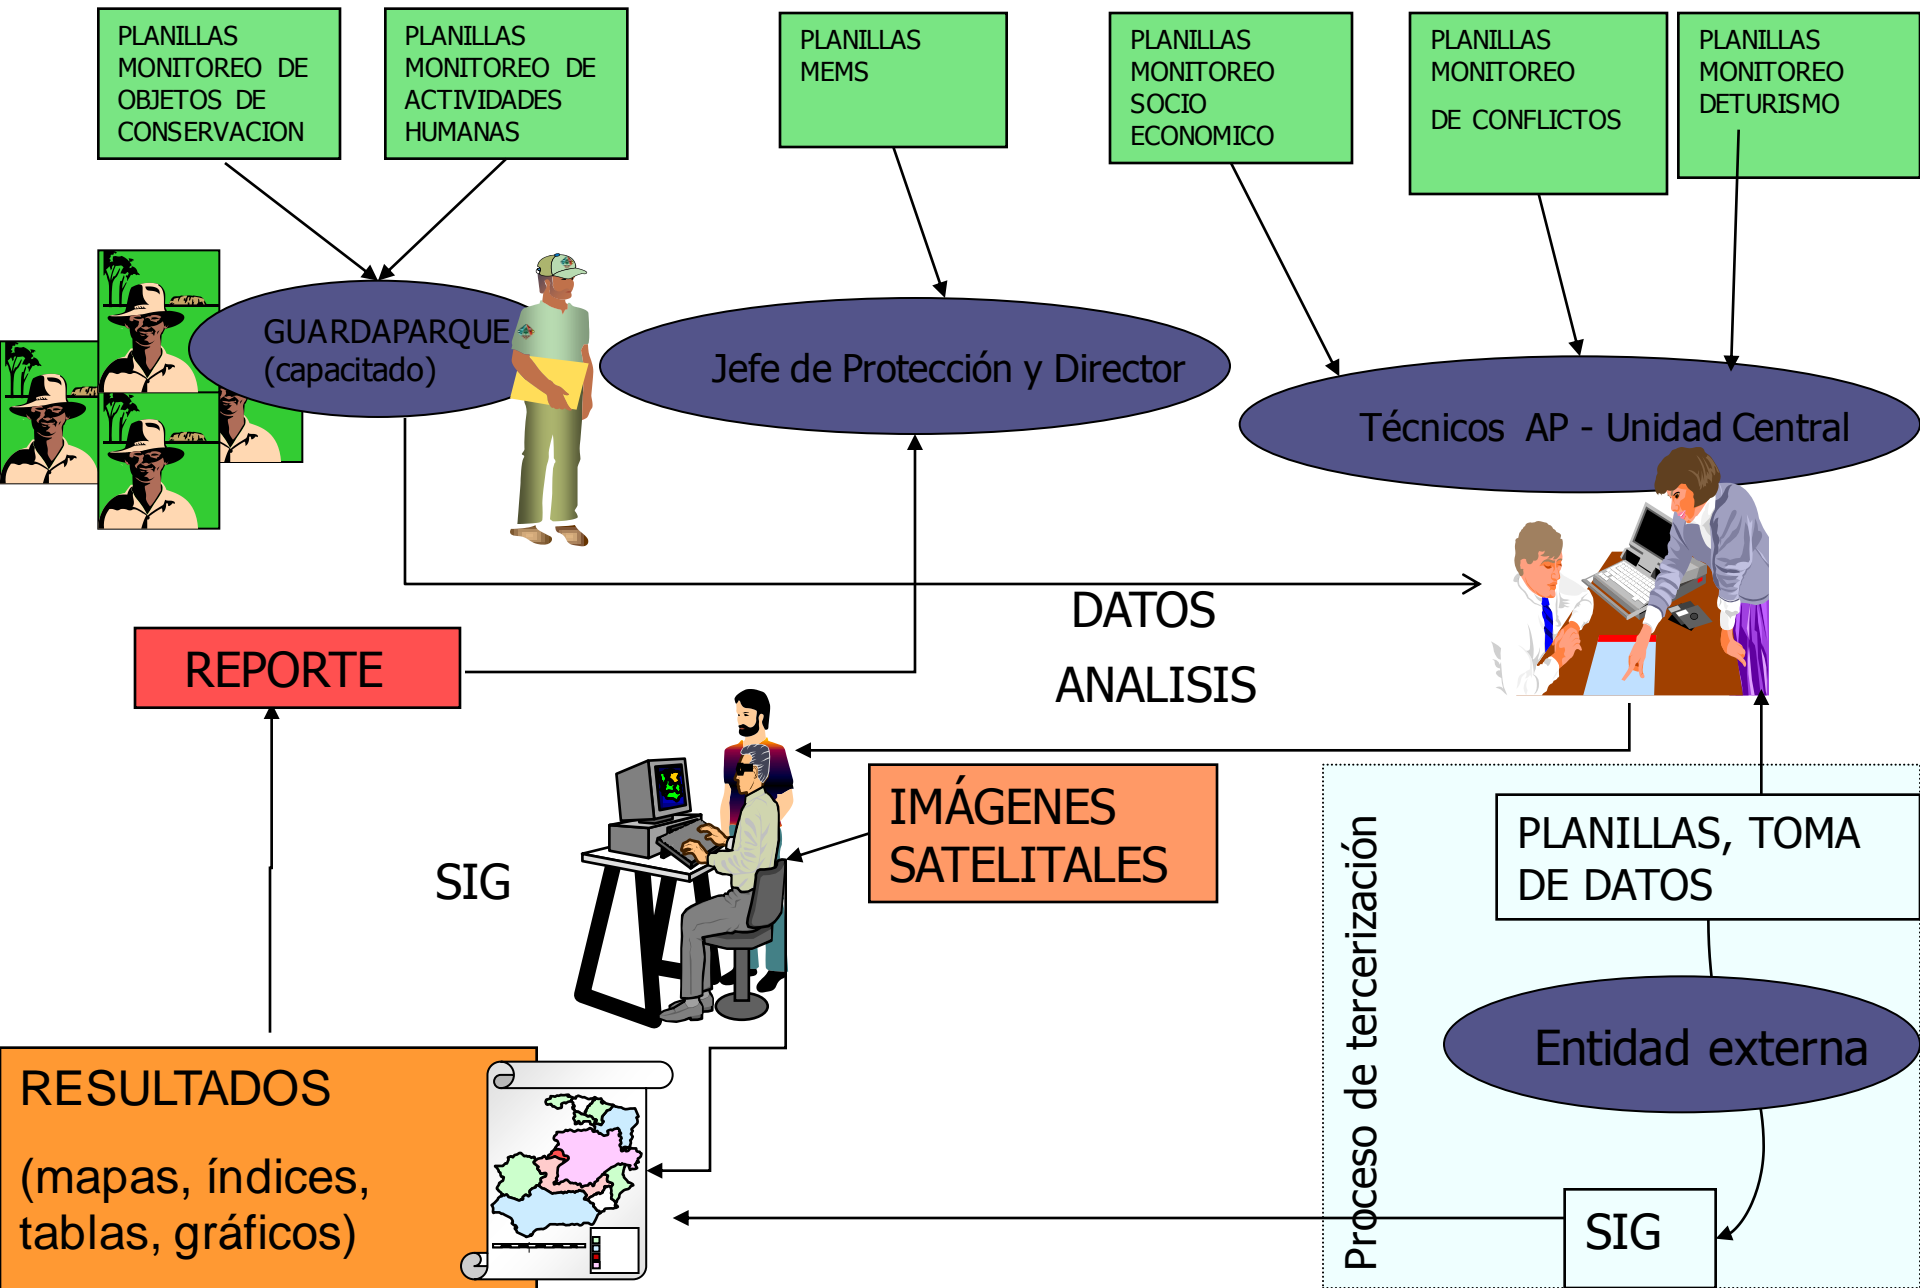 PLANILLAS
MONITOREO DE
OBJETOS DE
CONSERVACION
PLANILLAS
MONITOREO DE
ACTIVIDADES
HUMANAS
PLANILLAS
MEMS
PLANILLAS
MONITOREO
SOCIO
ECONOMICO
PLANILLAS
MONITOREO
DE CONFLICTOS
PLANILLAS
MONITOREO
DETURISMO
GUARDAPARQUE
(capacitado)
Jefe de Protección y Director
Técnicos AP - Unidad Central
DATOS
ANALISIS
REPORTE
IMÁGENES
SATELITALES
SIG
Proceso de tercerización
PLANILLAS, TOMA
DE DATOS
Entidad externa
SIG
RESULTADOS
(mapas, índices,
tablas, gráficos)